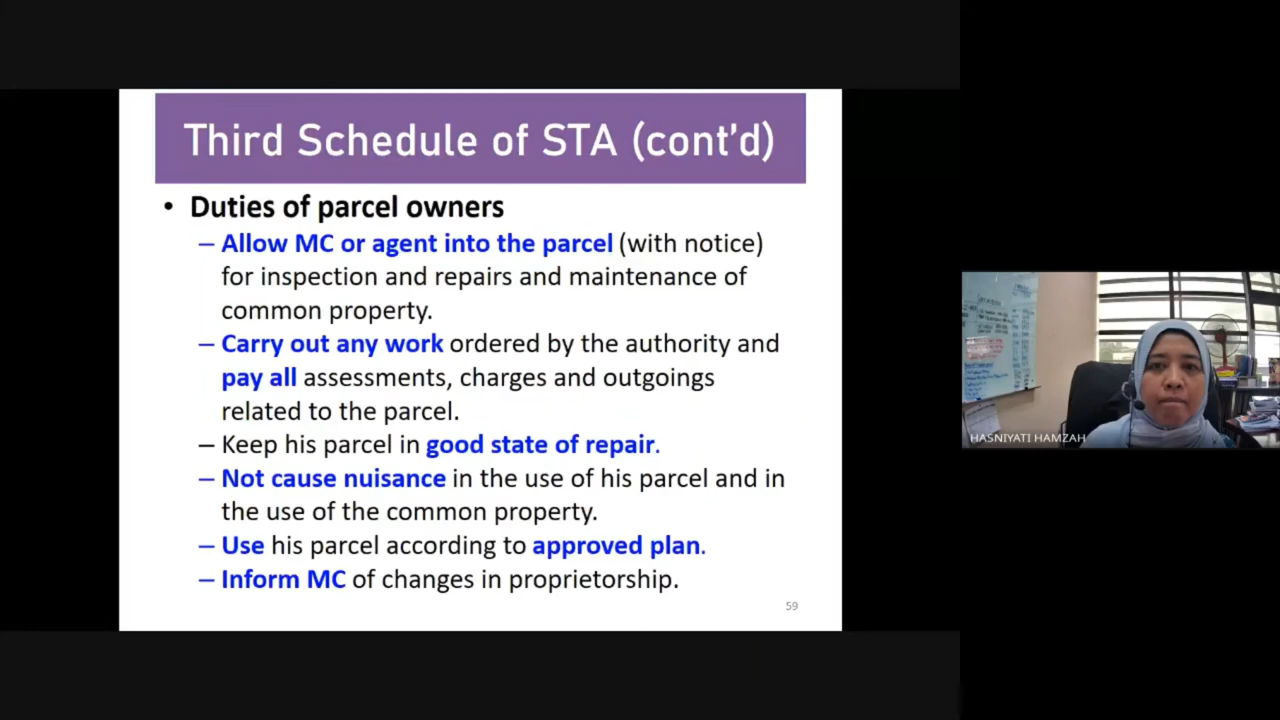 Third Schedule of STA (cont'd)
• Duties of parcel owners
– Allow MC or agent into the parcel (with notice)
for inspection and repairs and maintenance of
common property.
– Carry out any work ordered by the authority and
pay all assessments, charges and outgoings
related to the parcel.
– Keep his parcel in good state of repair.
– Not cause nuisance in the use of his parcel and in
the use of the common property.
– Use his parcel according to approved plan.
– Inform MC of changes in proprietorship.
59
HASNIYATI HAMZAH